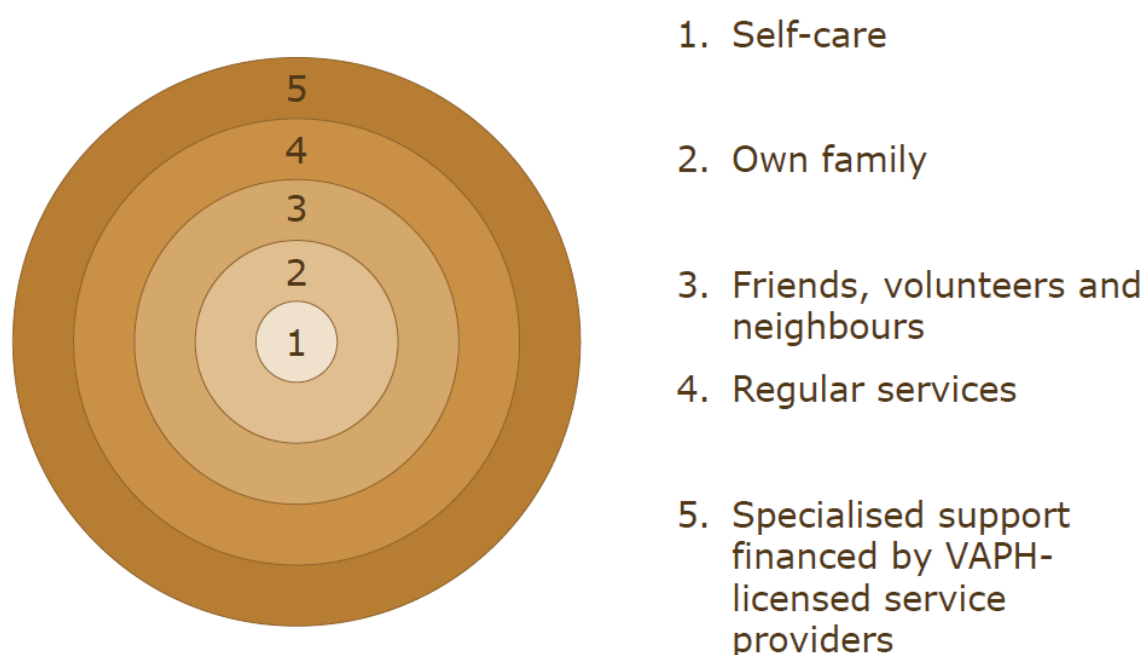 5
4
3
2
1
1. Self-care
2. Own family
3. Friends, volunteers and
neighbours
4. Regular services
5. Specialised support
financed by VAPH-
licensed service
providers